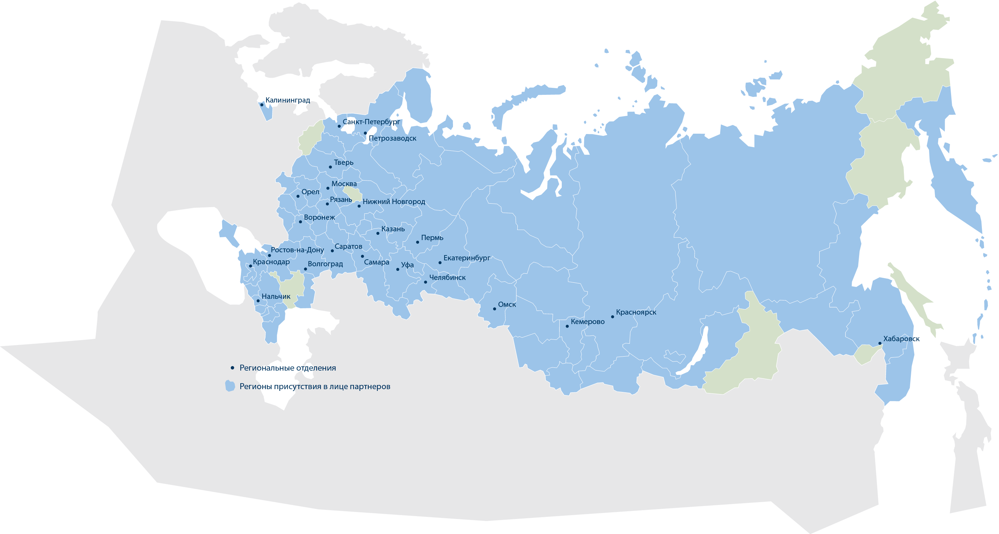 Калининград
Санкт-Петербург
Петрозаводск
Тверь
Москва
Орел
Рязань
Нижний Новгород
Воронеж
Казань
Пермь
Саратов
Ростов-на-Дону
Екатеринбург
Краснодар
Самара
Волгоград
Уфа
Челябинск
Нальчик
Омск
Красноярск
Кемерово
Хабаровск
Региональные отделения
Регионы присутствия в лице партнеров